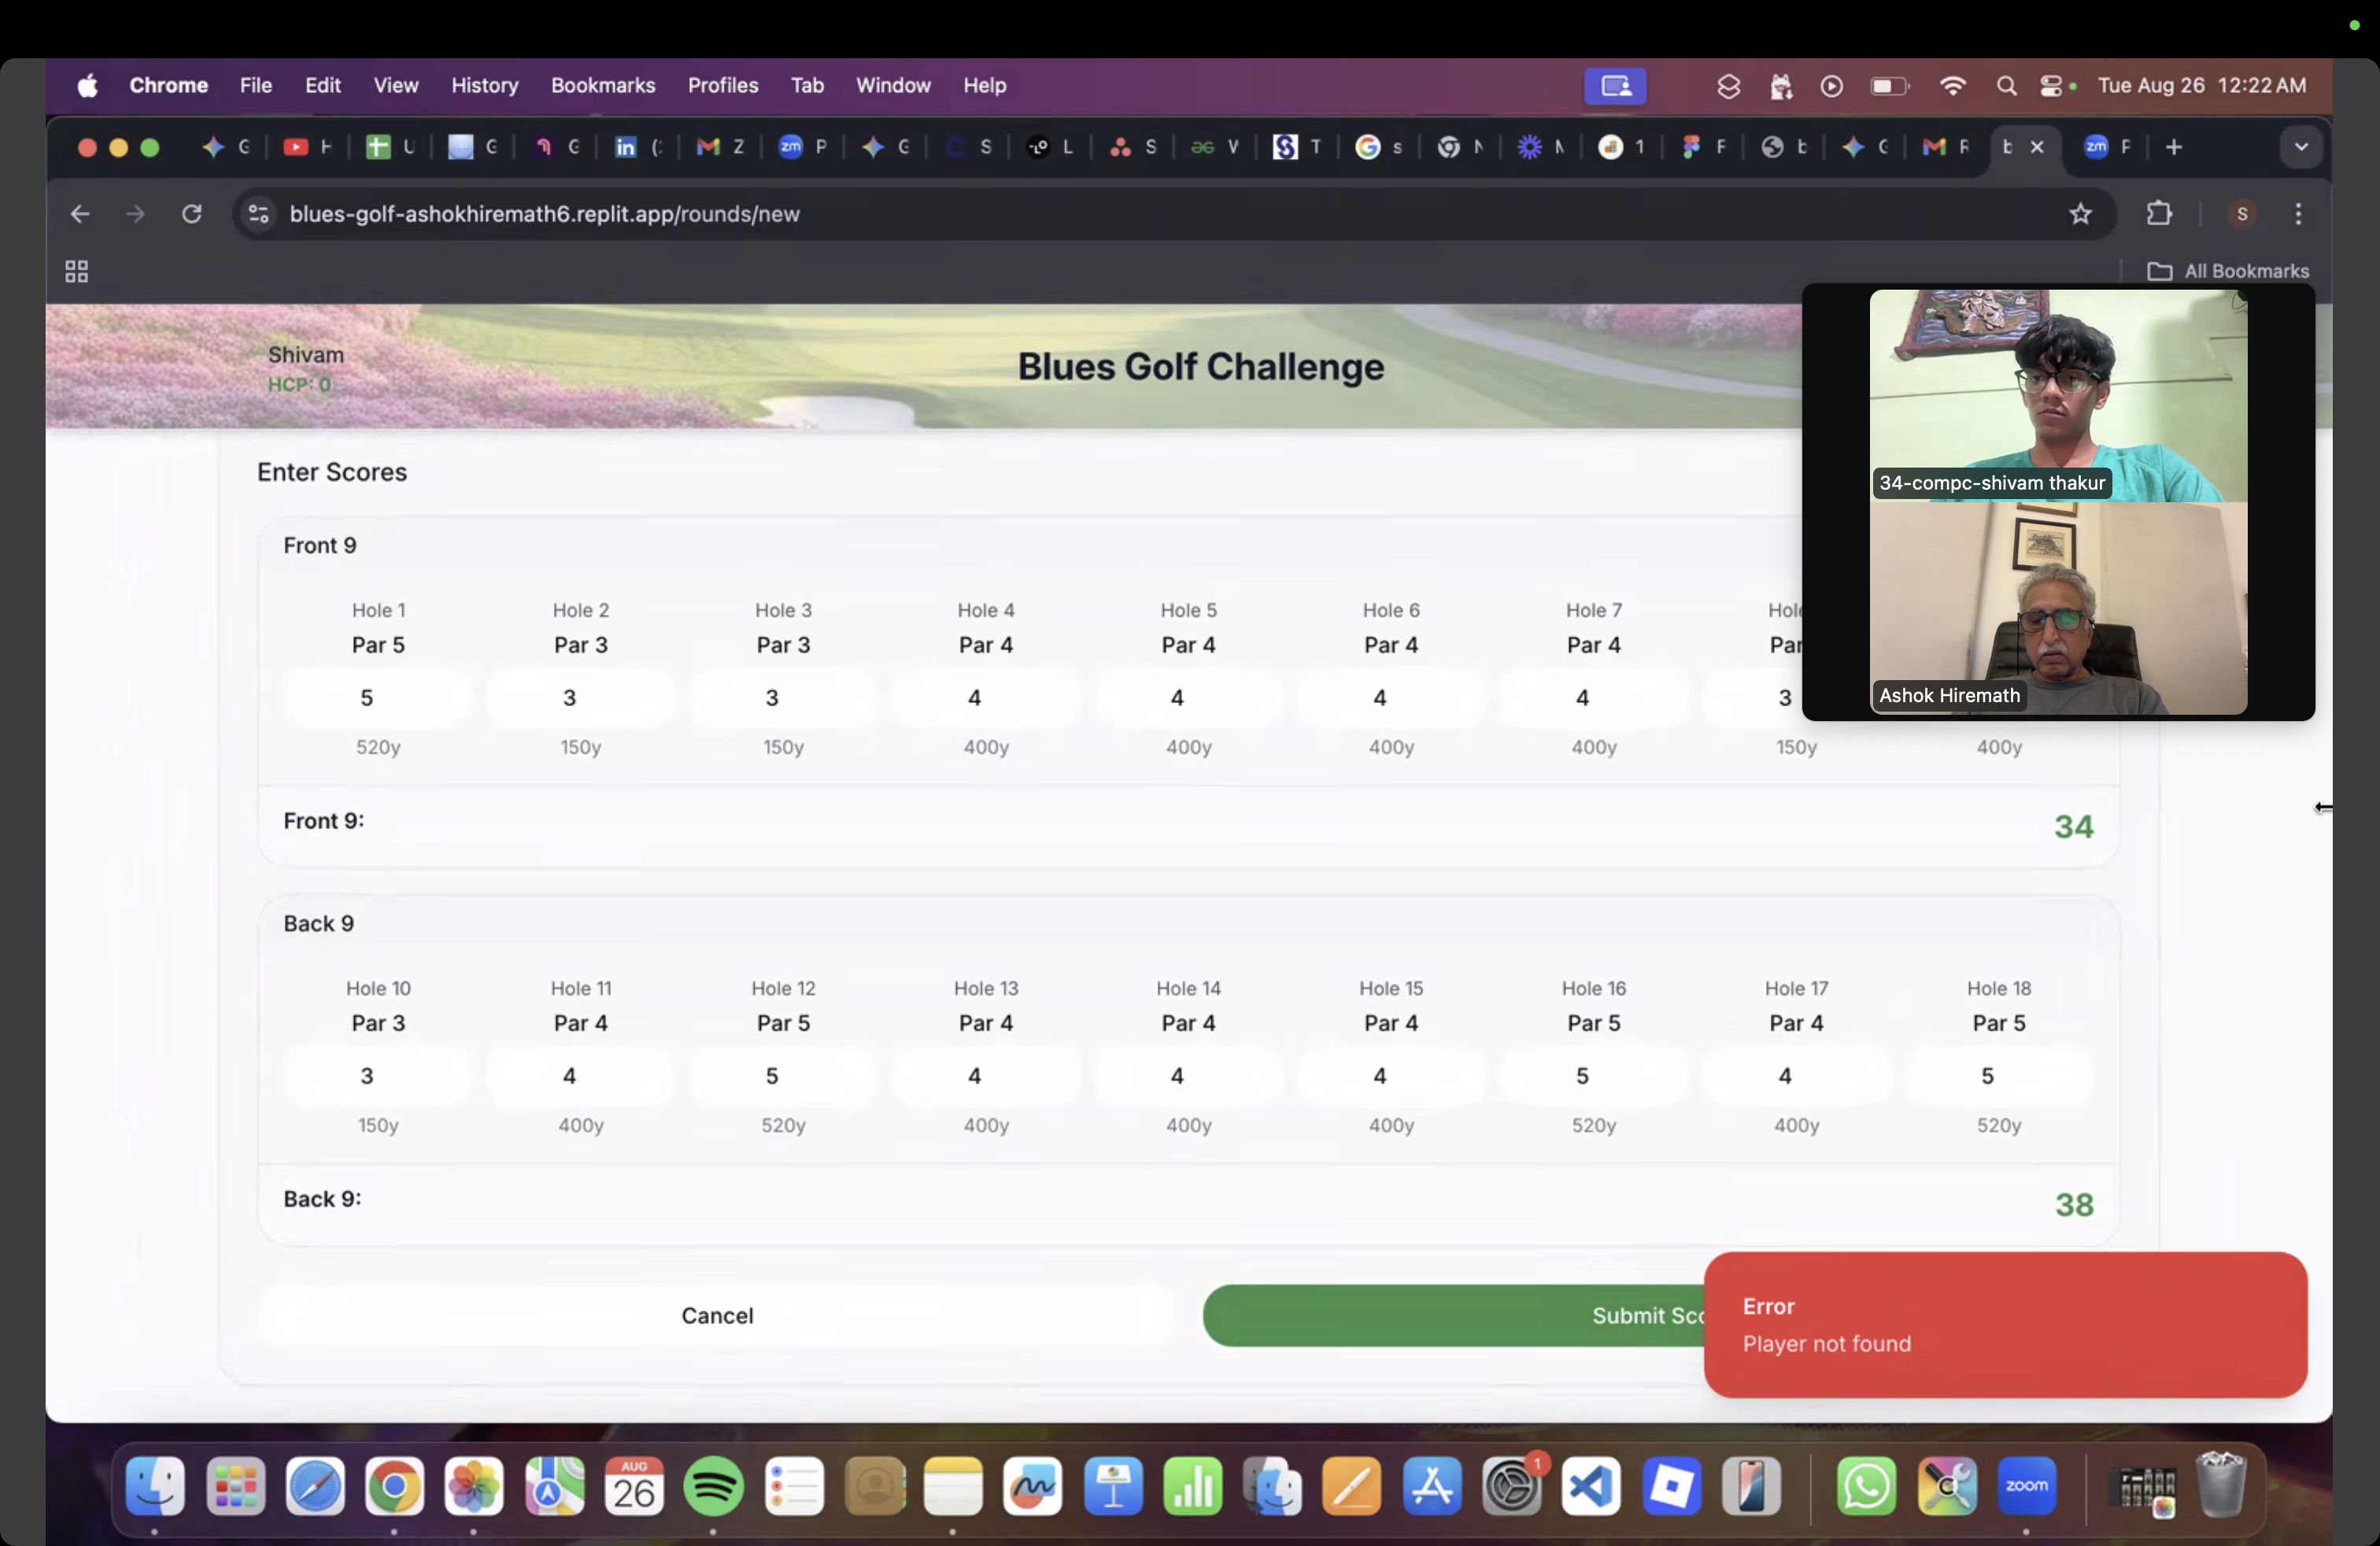 Chrome File Edit View History Bookmarks Profiles Tab Window Help Tue Aug 26 12:22 AM
G H U G G in (: Z zm P G S L S W T s N M 1 F b G R b zm P
blues-golf-ashokhiremath6.replit.app/rounds/new S
All Bookmarks
Shivam
HCP: 0
Blues Golf Challenge
34-compc-shivam thakur
Ashok Hiremath
Enter Scores
Front 9
Hole 1 Hole 2 Hole 3 Hole 4 Hole 5 Hole 6 Hole 7
Par 5 Par 3 Par 3 Par 4 Par 4 Par 4 Par 4
5 3 3 4 4 4 4 3
520y 150y 150y 400y 400y 400y 400y 150y 400y
Front 9: 34
Back 9
Hole 10 Hole 11 Hole 12 Hole 13 Hole 14 Hole 15 Hole 16 Hole 17 Hole 18
Par 3 Par 4 Par 5 Par 4 Par 4 Par 4 Par 5 Par 4 Par 5
3 4 5 4 4 4 5 4 5
150y 400y 520y 400y 400y 400y 520y 400y 520y
Back 9: 38
Cancel
Submit Sco
Error
Player not found
AUG
26
1
zoom